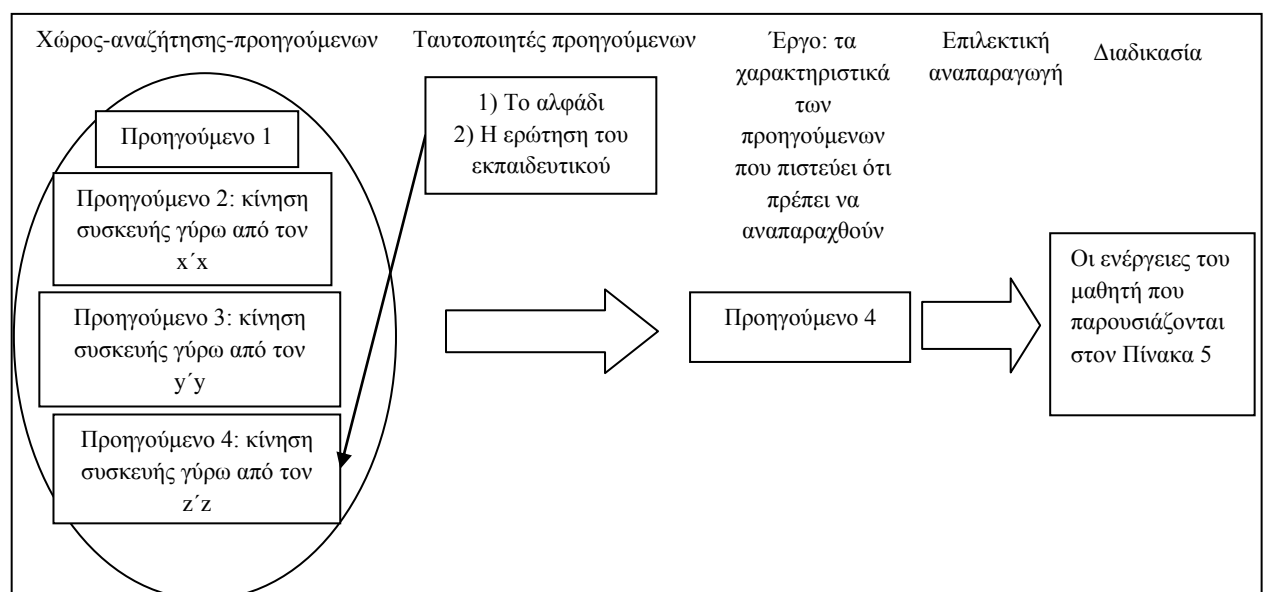 Χώρος-αναζήτησης-προηγούμενων
Προηγούμενο 1
Προηγούμενο 2: κίνηση
συσκευής γύρω από τον
x΄x
Προηγούμενο 3: κίνηση
συσκευής γύρω από τον
y΄y
Προηγούμενο 4: κίνηση
συσκευής γύρω από τον
z΄z
Ταυτοποιητές προηγούμενων
1) Το αλφάδι
2) Η ερώτηση του
εκπαιδευτικού
Έργο: τα
χαρακτηριστικά
των
προηγούμενων
που πιστεύει ότι
πρέπει να
αναπαραχθούν
Προηγούμενο 4
Επιλεκτική
αναπαραγωγή
Διαδικασία
Οι ενέργειες του
μαθητή που
παρουσιάζονται
στον Πίνακα 5